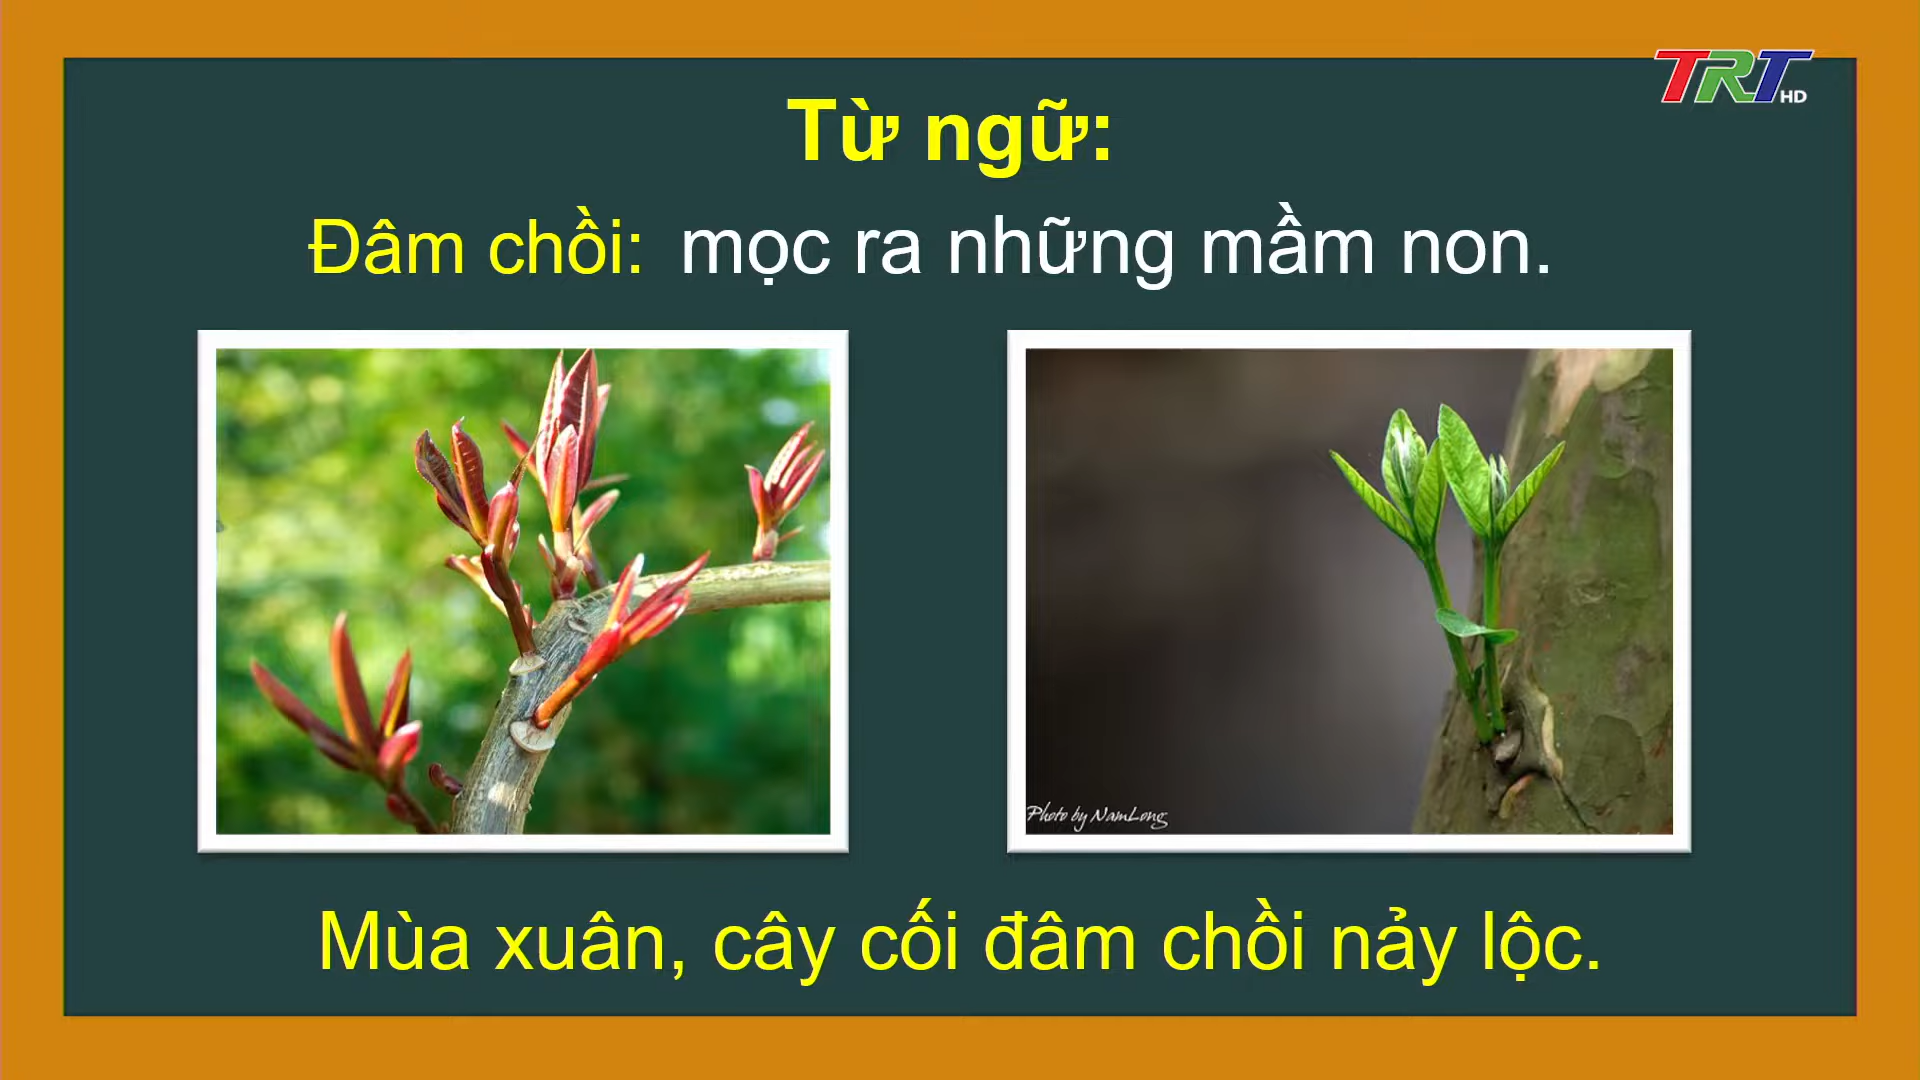 TRT HD
Từ ngữ:
Đâm chồi: mọc ra những mầm non.
Photo by NamLong
Mùa xuân, cây cối đâm chồi nảy lộc.